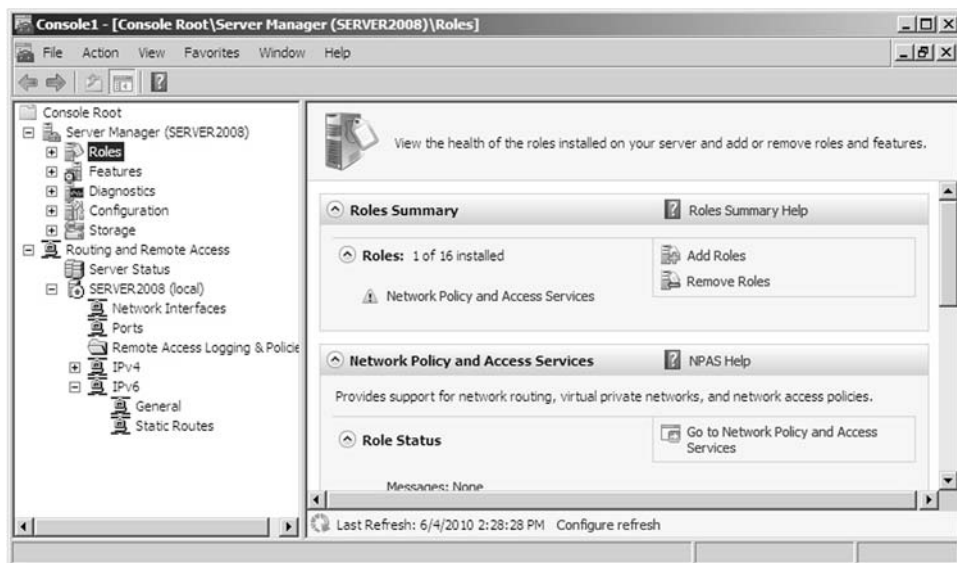 Console1 - [Console Root\Server Manager (SERVER2008)\Roles]
File Action View Favorites Window Help
Console Root
Server Manager (SERVER2008)
Roles
Features
Diagnostics
Configuration
Storage
Routing and Remote Access
Server Status
SERVER2008 (local)
Network Interfaces
Ports
Remote Access Logging & Policie
IPv4
IPv6
General
Static Routes
View the health of the roles installed on your server and add or remove roles and features.
Roles Summary
Roles Summary Help
Roles: 1 of 16 installed
Add Roles
Remove Roles
Network Policy and Access Services
Network Policy and Access Services
NPAS Help
Provides support for network routing, virtual private networks, and network access policies.
Role Status
Go to Network Policy and Access
Services
Messages: None
Last Refresh: 6/4/2010 2:28:28 PM Configure refresh